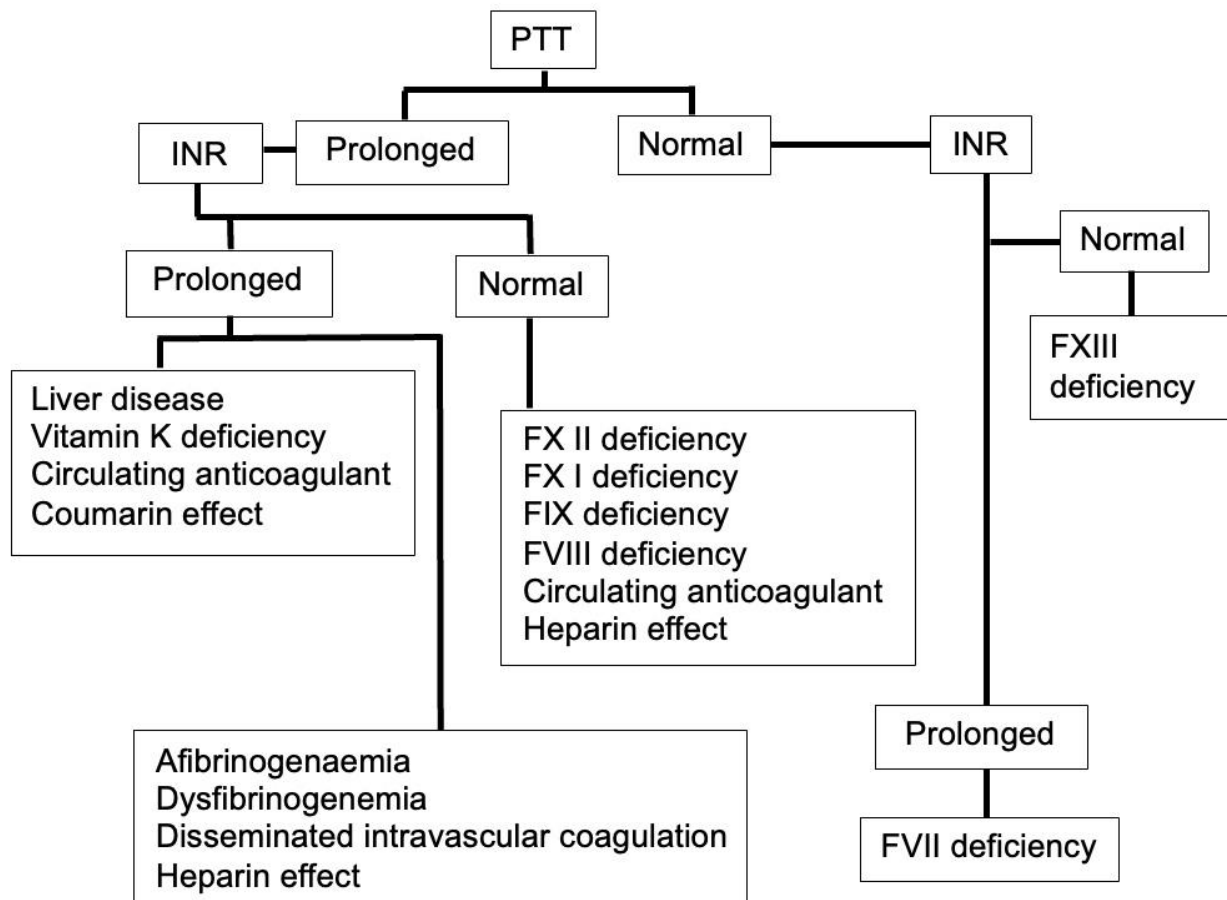 PTT
INR
Prolonged
Normal
INR
Prolonged
Normal
Normal
Liver disease
Vitamin K deficiency
Circulating anticoagulant
Coumarin effect
FX II deficiency
FX I deficiency
FIX deficiency
FVIII deficiency
Circulating anticoagulant
Heparin effect
FXIII
deficiency
Afibrinogenaemia
Dysfibrinogenemia
Disseminated intravascular coagulation
Heparin effect
Prolonged
FVII deficiency